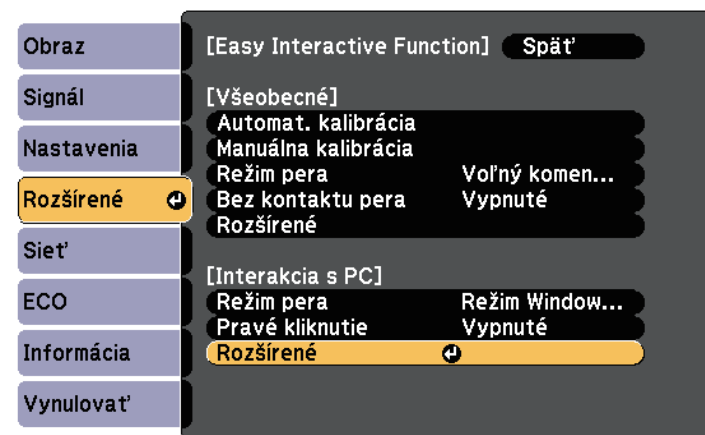 Obraz
Signál
Nastavenia
Rozšírené
Sieť
ECO
Informácia
Vynulovať
[Easy Interactive Function] Späť
[Všeobecné]
Automat. kalibrácia
Manuálna kalibrácia
Režim pera Voľný komen...
Bez kontaktu pera Vypnuté
Rozšírené
[Interakcia s PC]
Režim pera Režim Window...
Pravé kliknutie Vypnuté
Rozšírené